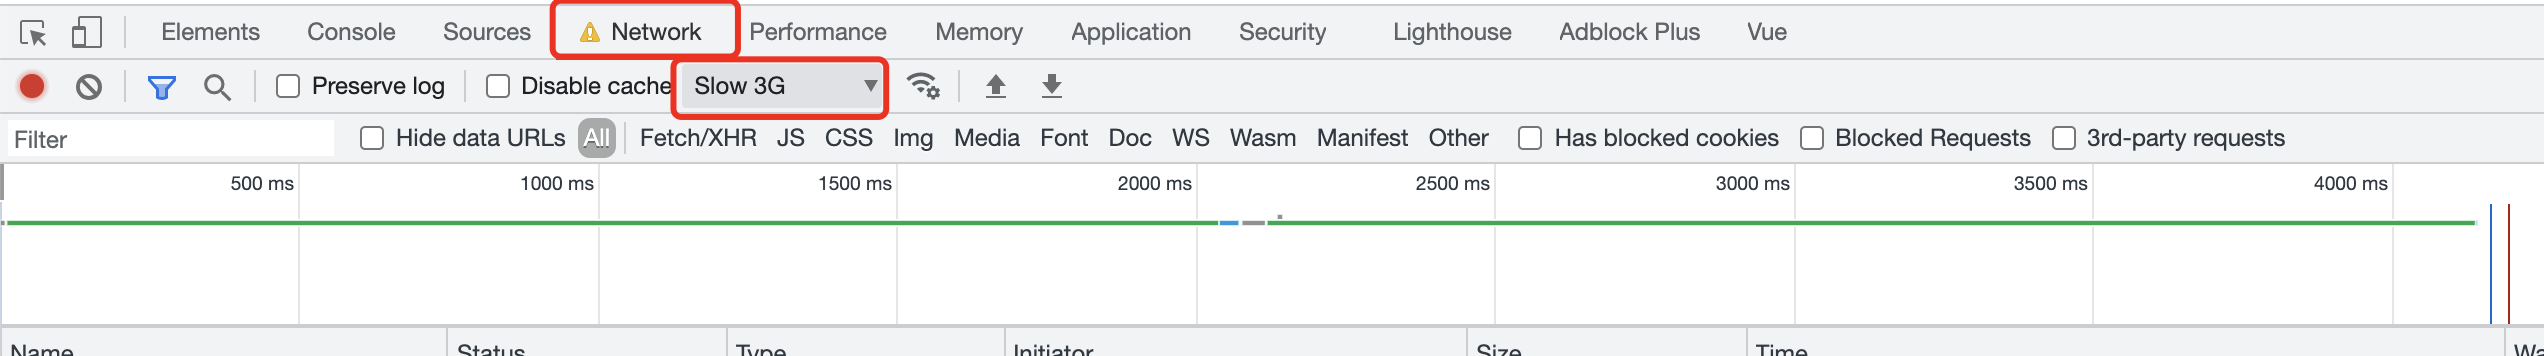 Elements Console Sources Network Performance Memory Application Security Lighthouse Adblock Plus Vue
Preserve log Disable cache Slow 3G
Filter Hide data URLs All Fetch/XHR JS CSS Img Media Font Doc WS Wasm Manifest Other Has blocked cookies Blocked Requests 3rd-party requests
500 ms 1000 ms 1500 ms 2000 ms 2500 ms 3000 ms 3500 ms 4000 ms
Name Status Type Initiator Size Time